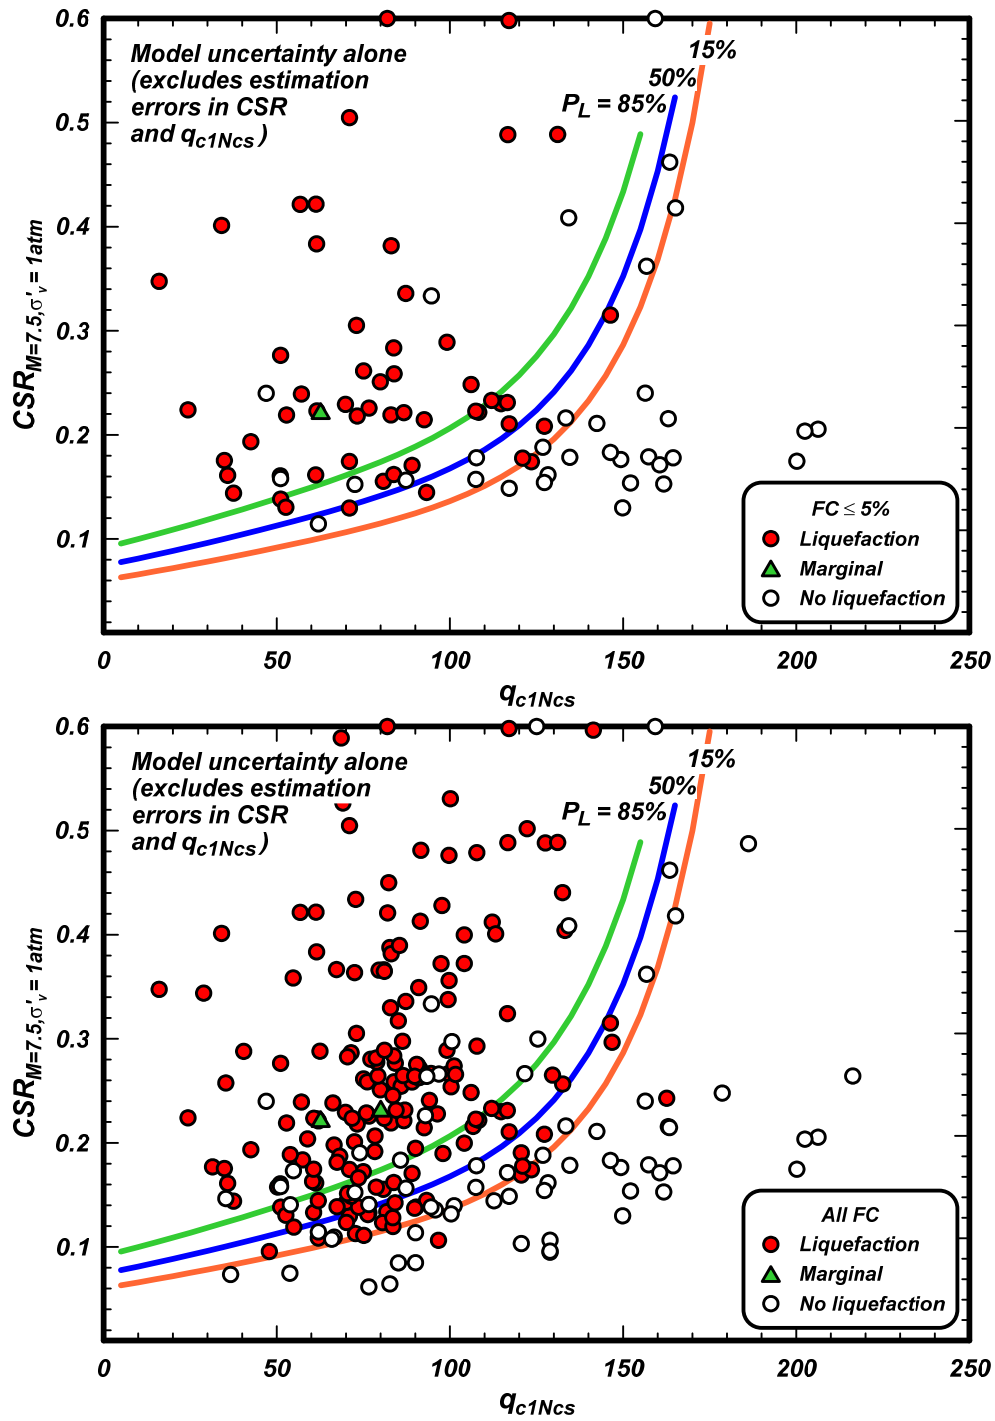 Model uncertainty alone
(excludes estimation
errors in CSR
and qc1Ncs)
15%
50%
PL = 85%
0.6
0.5
0.4
0.3
0.2
0.1
CSRM=7.5,σ'v = 1atm
FC ≤ 5%
Liquefaction
Marginal
No liquefaction
0 50 100 150 200 250
qc1Ncs
Model uncertainty alone
(excludes estimation
errors in CSR
and qc1Ncs)
15%
50%
PL = 85%
0.6
0.5
0.4
0.3
0.2
0.1
CSRM=7.5,σ'v = 1atm
All FC
Liquefaction
Marginal
No liquefaction
0 50 100 150 200 250
qc1Ncs